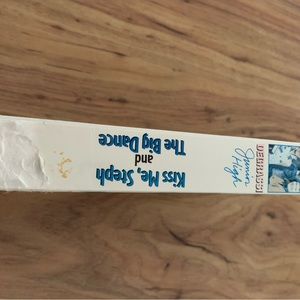 DEGRASSI
Junior
High
Kiss Me, Steph
and
The Big Dance